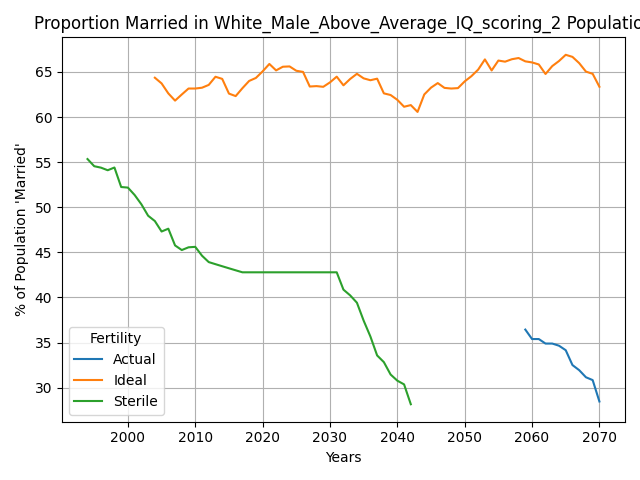 Proportion Married in White_Male_Above_Average_IQ_scoring_2 Populatio
% of Population 'Married'
65
60
55
50
45
40
35
30
Fertility
Actual
Ideal
Sterile
2000 2010 2020 2030 2040 2050 2060 2070
Years